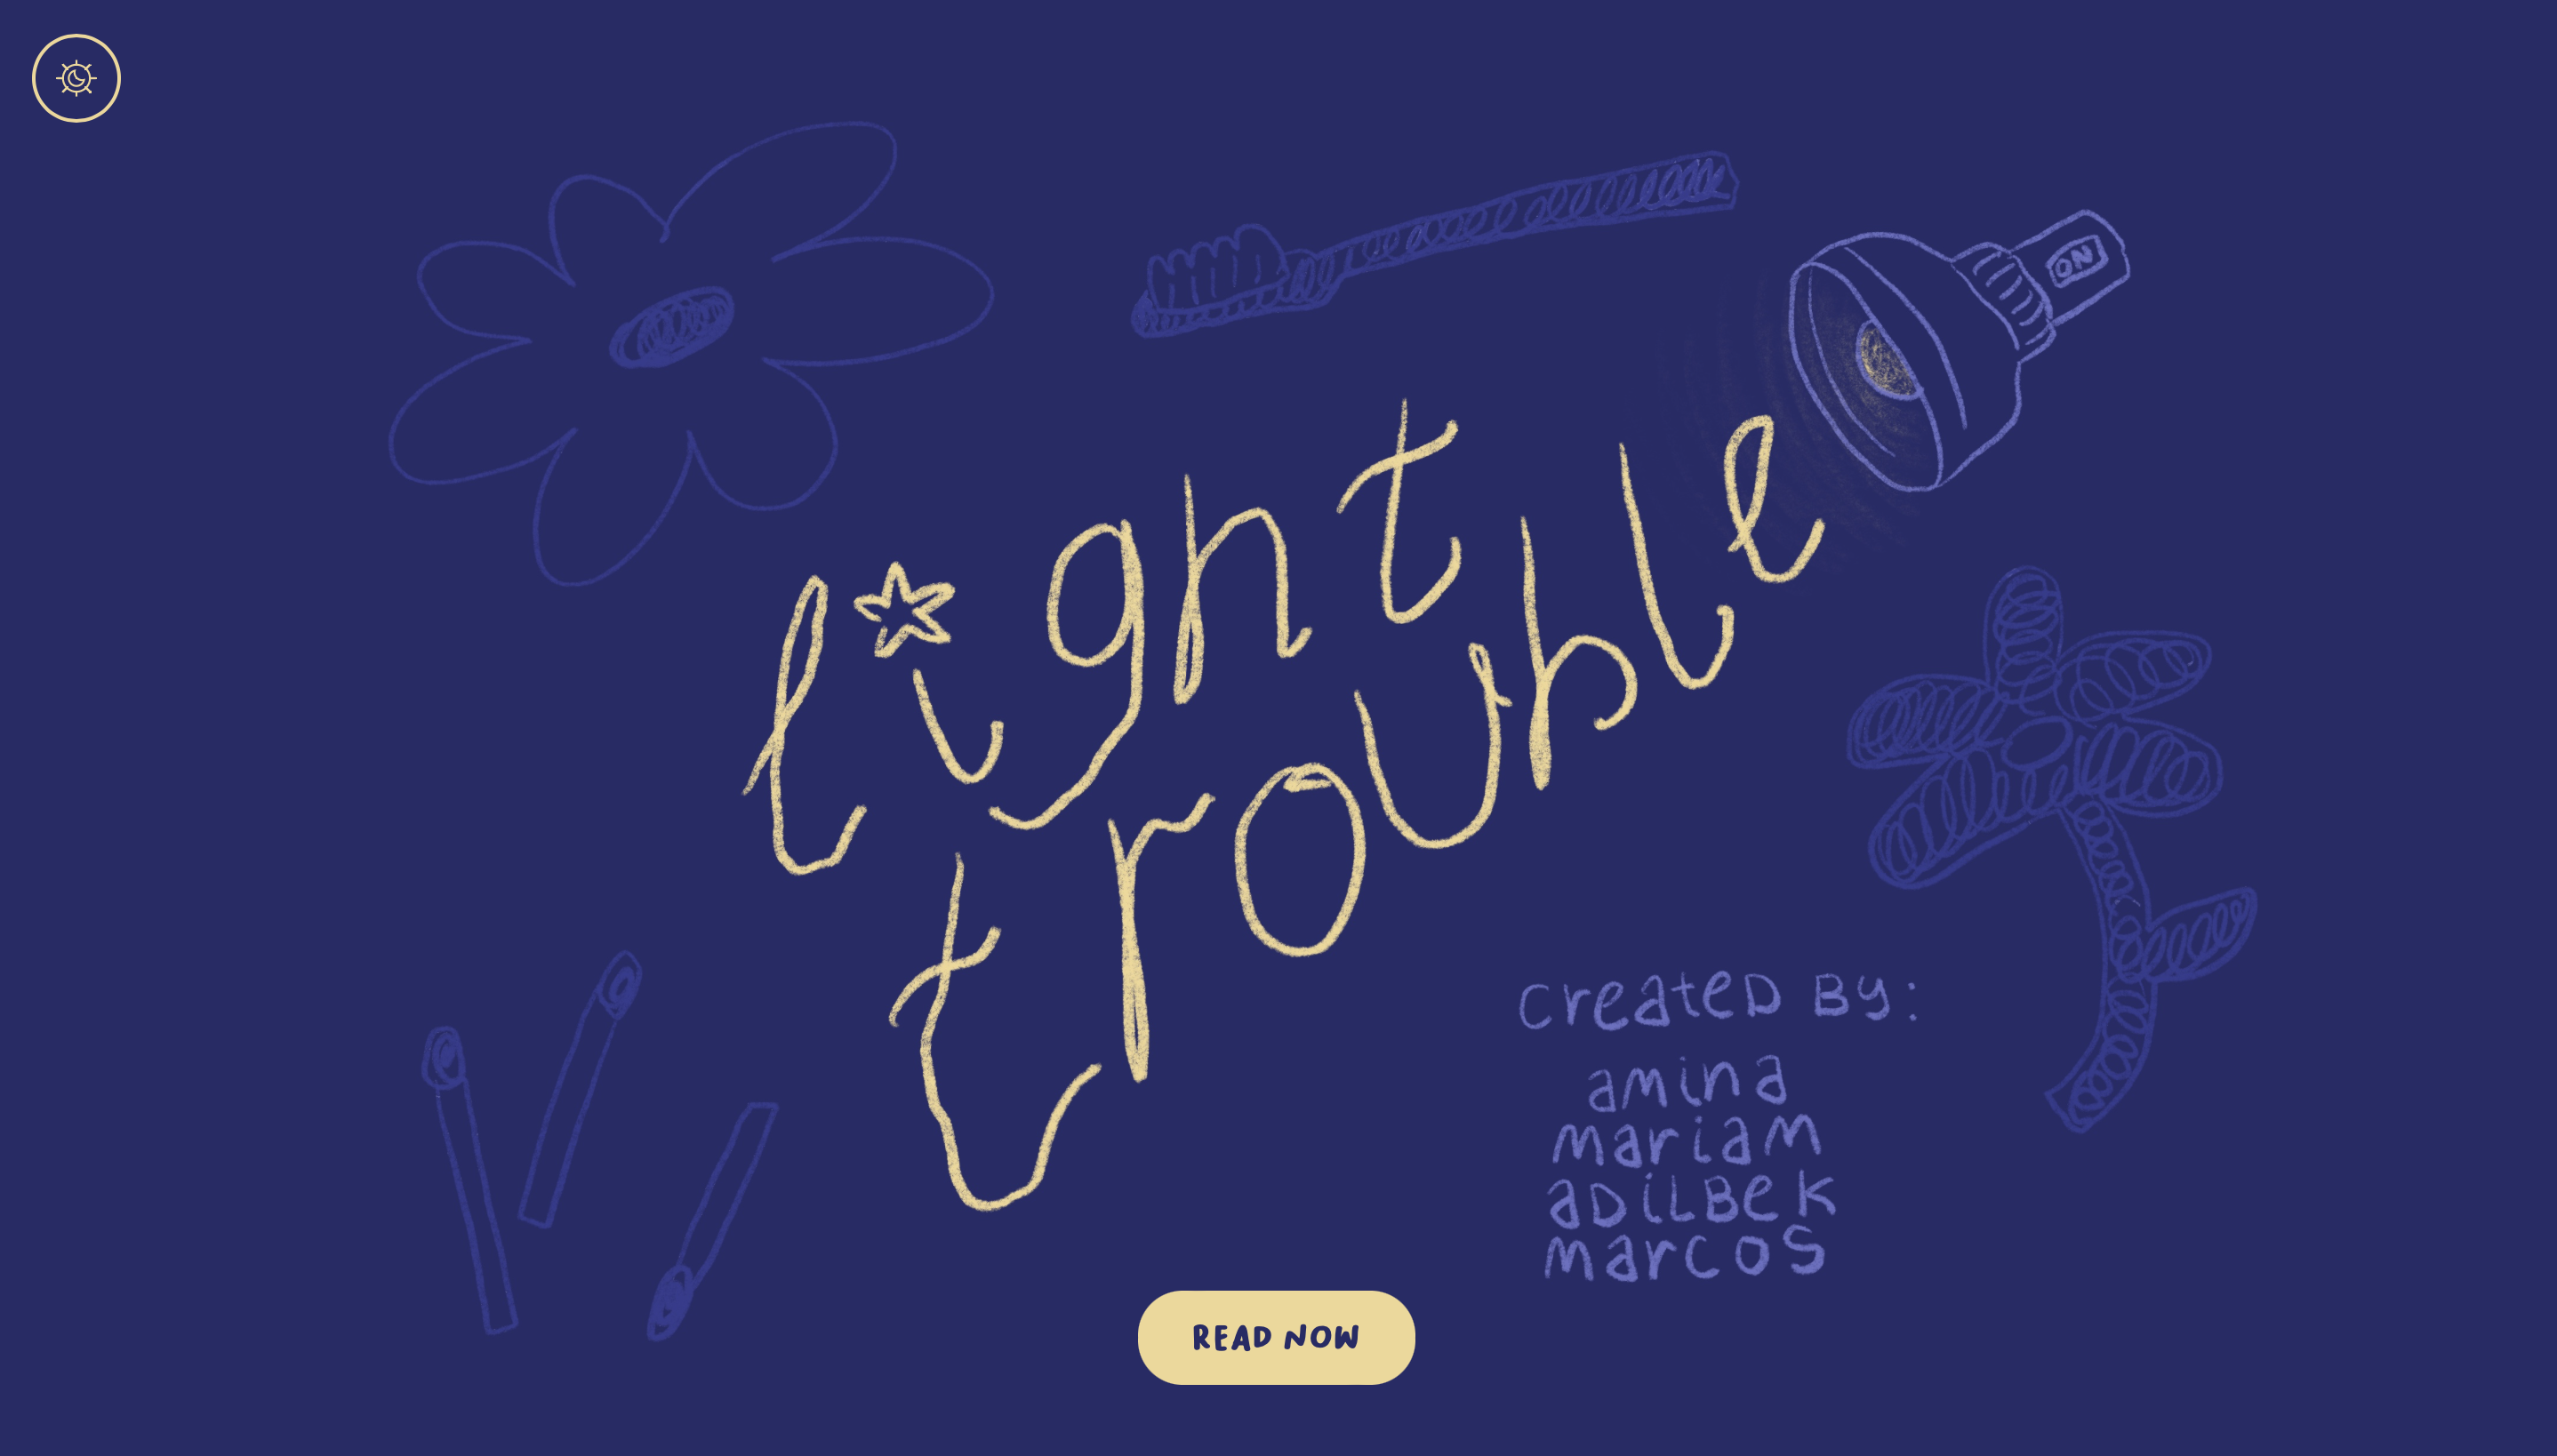 light
trouble
ON
Created By:
amina
mariam
adilbek
marcos
READ NOW